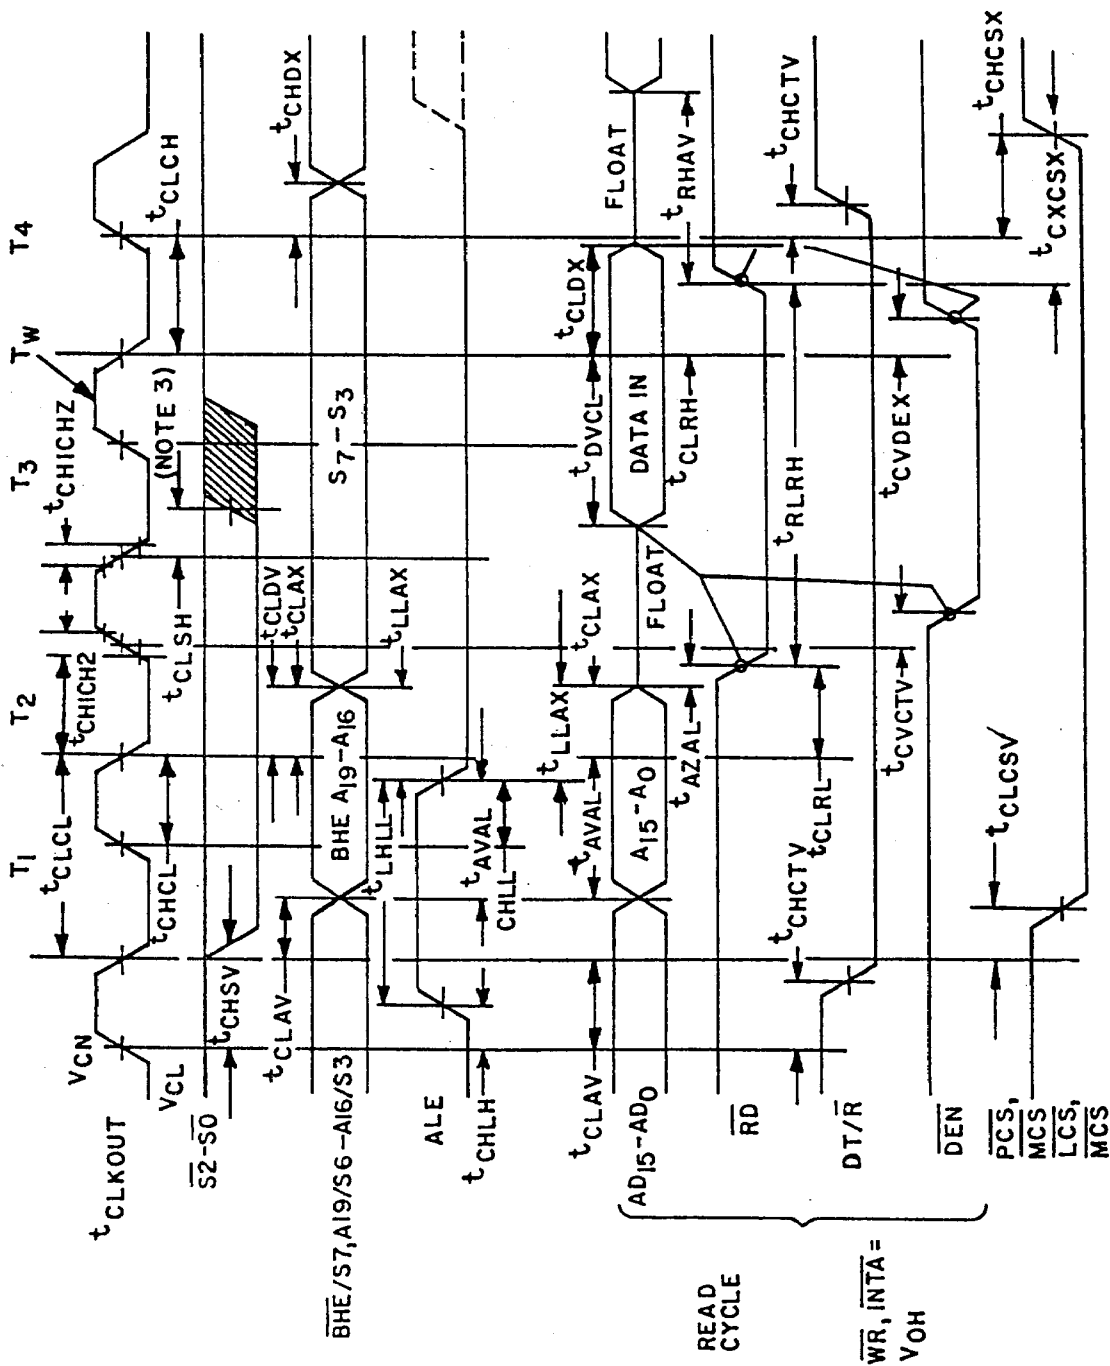 T1
T2
T3
TW
T4
tCLKOUT
VCN
VCL
tCLCL
tCHCL
tCHICH2
tCHICHZ
tCLCH
S2-S0
tCHSV
tCLSH
(NOTE 3)
BHE/S7, A19/S6-A16/S3
tCLAV
BHE A19-A16
tCLDV
tCLAX
tLLAX
S7-S3
tCHDX
ALE
tCHLH
tLHLL
tAVAL
CHLL
tLLAX
READ
CYCLE
WR, INTA=
VOH
AD15-AD0
tCLAV
tAVAL
A15-A0
tCLAX
tAZAL
FLOAT
tDVCL
DATA IN
tCLDX
FLOAT
RD
tCLRL
tCLRH
tRLRH
tRHAV
DT/R
tCHCTV
tCHCTV
DEN
tCVCTV
tCVDEX
PCS,
MCS
LCS,
MCS
tCLCSV
tCXCSX
tCHCSX